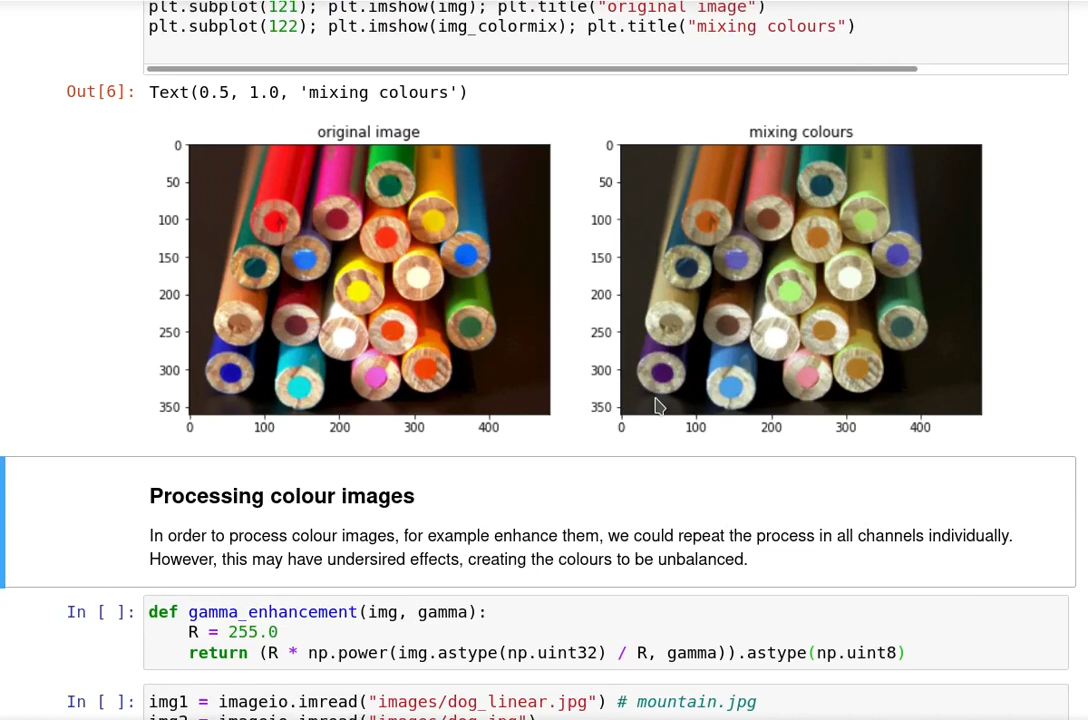 plt.subplot(121); plt.imshow(img); plt.title("original image")
plt.subplot(122); plt.imshow(img_colormix); plt.title("mixing colours")
Out[6]: Text(0.5, 1.0, 'mixing colours')
original image
mixing colours
0
50
100
150
200
250
300
350
0 100 200 300 400
0
50
100
150
200
250
300
350
0 100 200 300 400
Processing colour images
In order to process colour images, for example enhance them, we could repeat the process in all channels individually.
However, this may have undersired effects, creating the colours to be unbalanced.
In [ ]: def gamma_enhancement(img, gamma):
R = 255.0
return (R * np.power(img.astype(np.uint32) / R, gamma)).astype(np.uint8)
In [ ]: img1 = imageio.imread("images/dog_linear.jpg") # mountain.jpg
img2 = imageio.imread("images/dog.jpg")